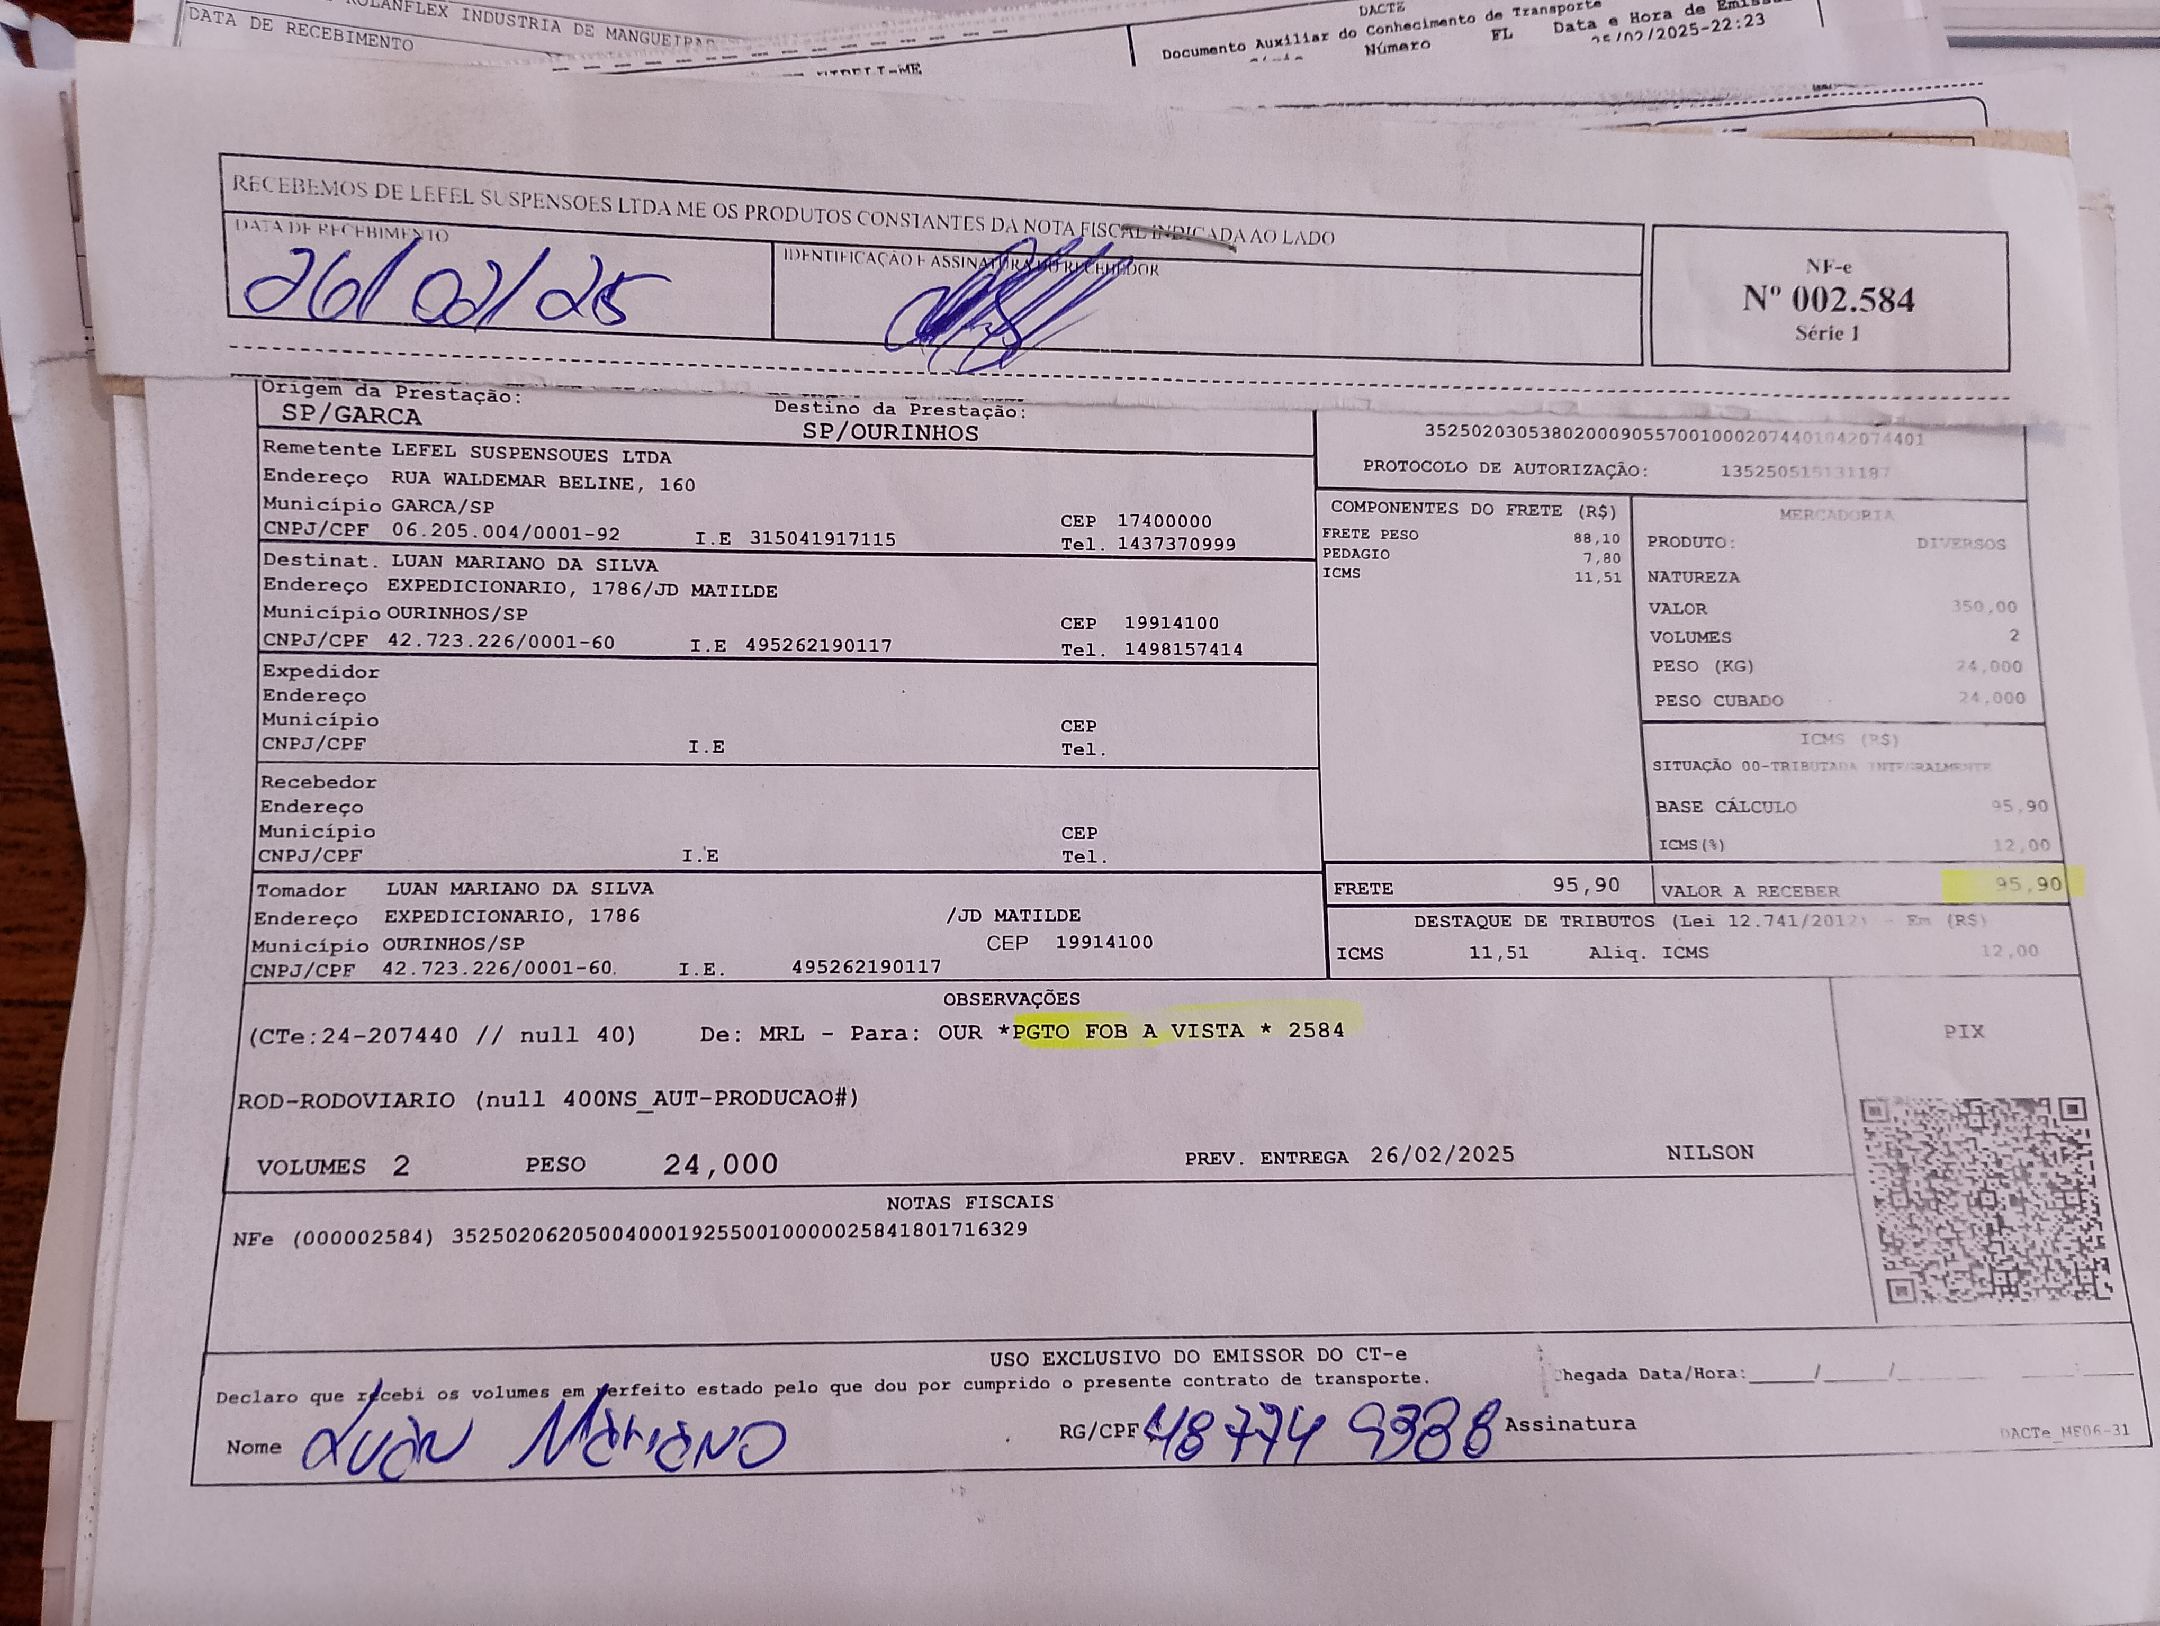 ROLANFLEX INDUSTRIA DE MANGUEIRAS
DATA DE RECEBIMENTO
DACTE
Documento Auxiliar do Conhecimento de Transporte
Número FL Data e Hora de
/02/2025-22:23
RECEBEMOS DE LEFEL SUSPENSOES LTDA ME OS PRODUTOS CONSTANTES DA NOTA FISCAL INDICADA AO LADO
DATA DE RECEBIMENTO
26/02/25
IDENTIFICAÇÃO E ASSINATURA DO RECEBEDOR
NF-e
Nº 002.584
Série 1
Origem da Prestação:
SP/GARCA
Destino da Prestação:
SP/OURINHOS
35250203053802000905570010002074401042074401
PROTOCOLO DE AUTORIZAÇÃO: 135250515131187
Remetente LEFEL SUSPENSOUES LTDA
Endereço RUA WALDEMAR BELINE, 160
Município GARCA/SP CEP 17400000
CNPJ/CPF 06.205.004/0001-92 I.E 315041917115 Tel. 1437370999
Destinat. LUAN MARIANO DA SILVA
Endereço EXPEDICIONARIO, 1786/JD MATILDE
Município OURINHOS/SP CEP 19914100
CNPJ/CPF 42.723.226/0001-60 I.E 495262190117 Tel. 1498157414
Expedidor
Endereço
Município CEP
CNPJ/CPF I.E Tel.
Recebedor
Endereço
Município CEP
CNPJ/CPF I.E Tel.
Tomador LUAN MARIANO DA SILVA
Endereço EXPEDICIONARIO, 1786 /JD MATILDE
Município OURINHOS/SP CEP 19914100
CNPJ/CPF 42.723.226/0001-60. I.E. 495262190117
COMPONENTES DO FRETE (R$)
FRETE PESO 88,10
PEDAGIO 7,80
ICMS 11,51
MERCADORIA
PRODUTO: DIVERSOS
NATUREZA
VALOR 350,00
VOLUMES 2
PESO (KG) 24,000
PESO CUBADO 24,000
ICMS (R$)
SITUAÇÃO 00-TRIBUTADA INTEGRALMENTE
BASE CÁLCULO 95,90
ICMS(%) 12,00
FRETE 95,90 VALOR A RECEBER 95,90
DESTAQUE DE TRIBUTOS (Lei 12.741/2012) - Em (R$)
ICMS 11,51 Aliq. ICMS 12,00
OBSERVAÇÕES
(CTe:24-207440 // null 40) De: MRL - Para: OUR *PGTO FOB A VISTA * 2584
PIX
ROD-RODOVIARIO (null 400NS_AUT-PRODUCAO#)
VOLUMES 2 PESO 24,000 PREV. ENTREGA 26/02/2025 NILSON
NOTAS FISCAIS
NFe (000002584) 35250206205004000192550010000025841801716329
USO EXCLUSIVO DO EMISSOR DO CT-e
Declaro que recebi os volumes em perfeito estado pelo que dou por cumprido o presente contrato de transporte.
Chegada Data/Hora:____/____/
Nome Luan Mariano RG/CPF 48774 9388 Assinatura
DACTe_MF06-31